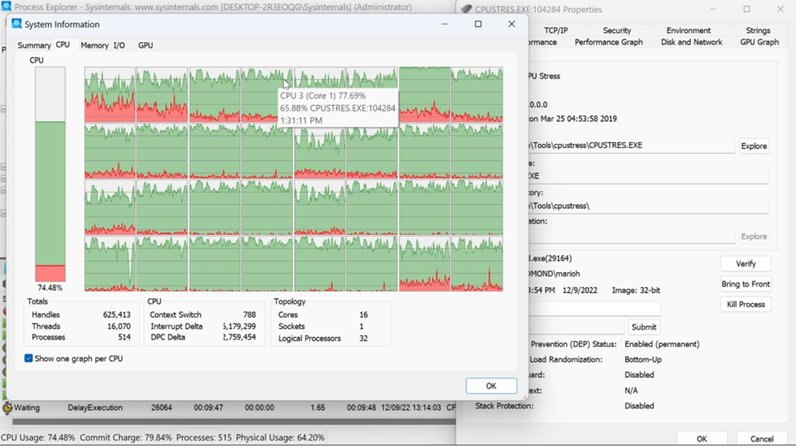 Process Explorer - Sysinternals: www.sysinternals.com [DESKTOP-2R3EOQG\Sysinternals] (Administrator)
System Information
Summary CPU Memory I/O GPU
CPU
CPU 3 (Core 1) 77.69%
65.88% CPUSTRES.EXE:104284
1:31:11 PM
74.48%
Totals
Handles 625,413
Threads 16,070
Processes 514
CPU
Context Switch 788
Interrupt Delta 5,179,299
DPC Delta 2,759,454
Topology
Cores 16
Sockets 1
Logical Processors 32
Show one graph per CPU
OK
Waiting DelayExecution 26064 00:09:47 00:00:00 1.65 00:09:48 12/09/22 13:14:03 CP
CPU Usage: 74.48% Commit Charge: 79.84% Processes: 515 Physical Usage: 64.20%
CPUSTRES.EXE:104284 Properties
TCP/IP Security Environment Strings
rmance Performance Graph Disk and Network GPU Graph
PU Stress
0.0.0
on Mar 25 04:53:58 2019
e\Tools\cpustress\CPUSTRES.EXE Explore
e:
EXE
tory:
e\Tools\cpustress\
ation:
Explore
d.exe(29164)
DMOND\marioh
3:54 PM 12/9/2022 Image: 32-bit
Verify
Bring to Front
Kill Process
Submit
Prevention (DEP) Status: Enabled (permanent)
Load Randomization: Bottom-Up
uard: Disabled
text: N/A
Stack Protection: Disabled
OK Cancel